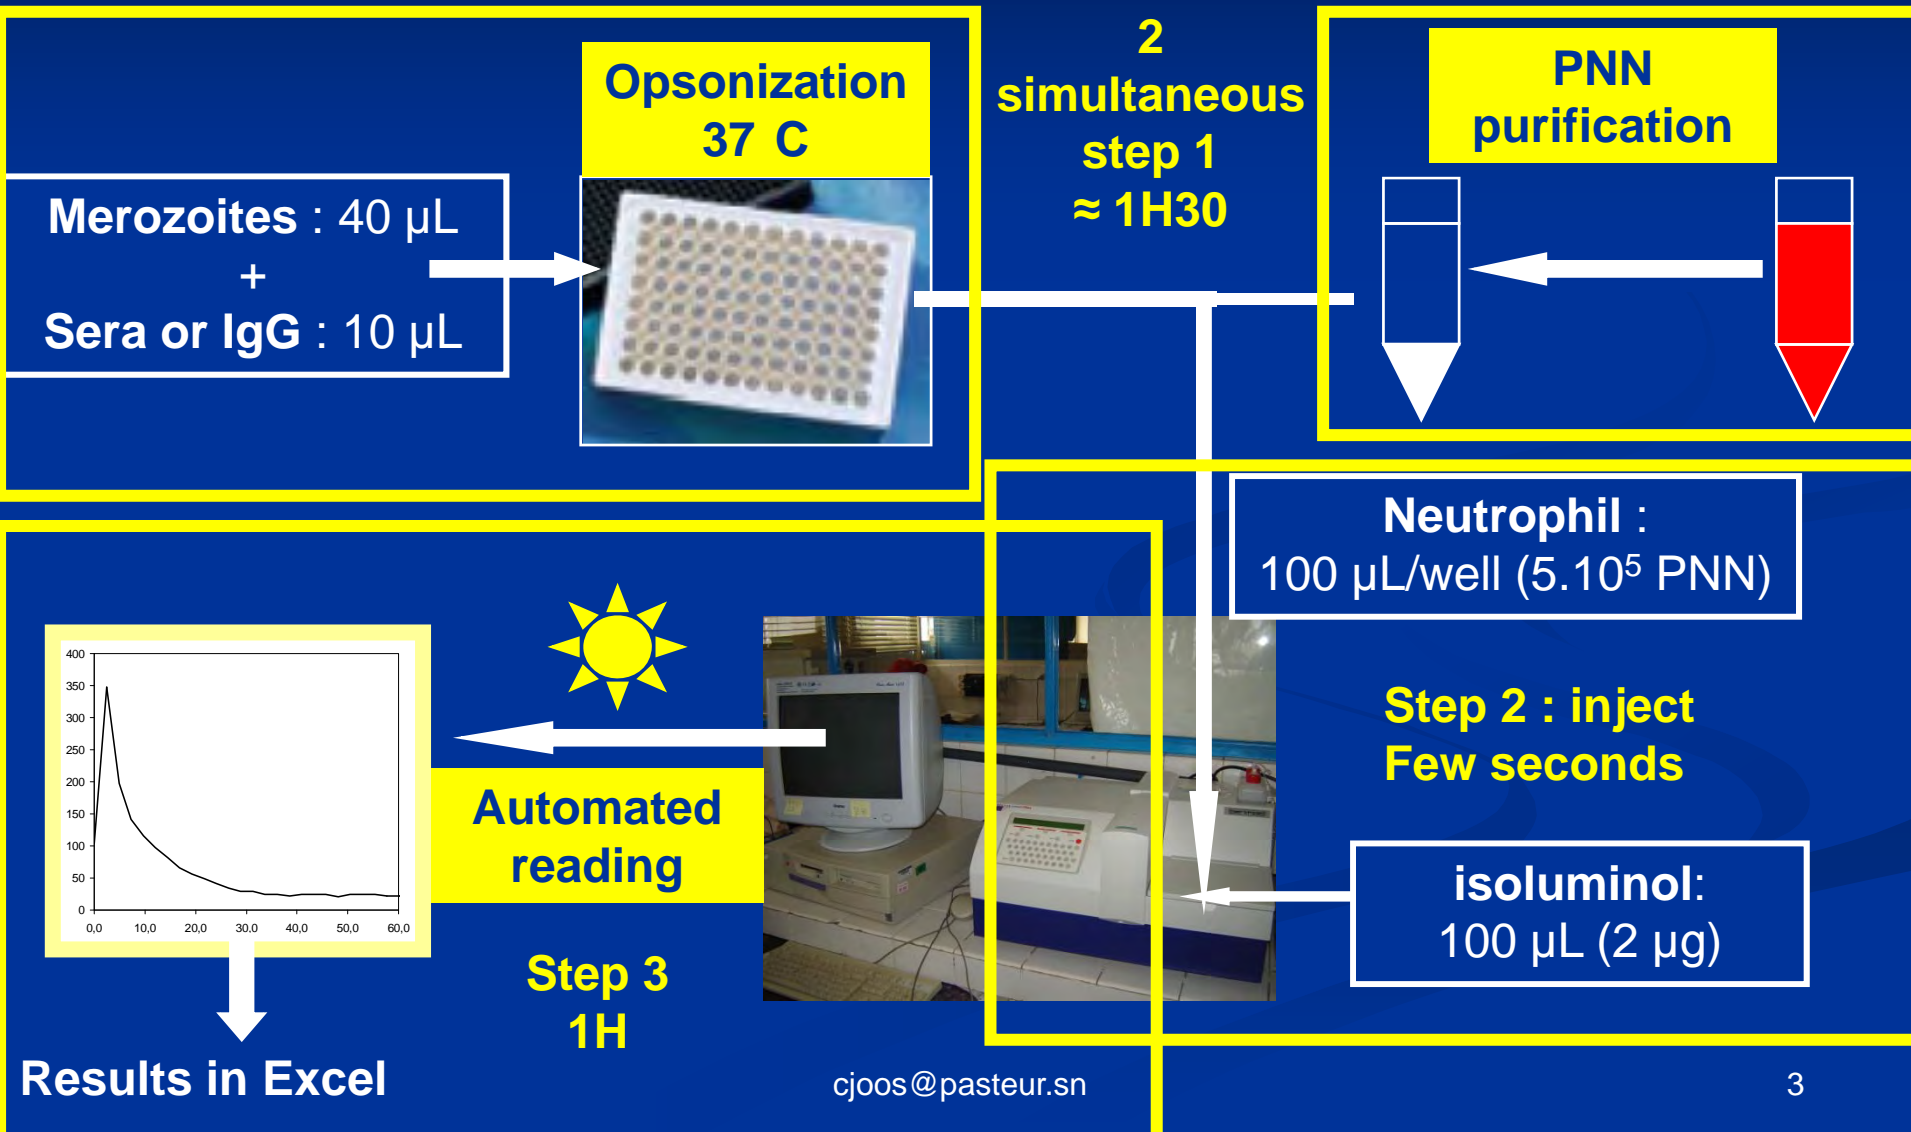 Opsonization
37 C
2
simultaneous
step 1
≈ 1H30
PNN
purification
Merozoites : 40 µL
+
Sera or IgG : 10 µL
Neutrophil :
100 µL/well (5.10⁵ PNN)
Step 2 : inject
Few seconds
isoluminol:
100 µL (2 µg)
400
350
300
250
200
150
100
50
0
0,0 10,0 20,0 30,0 40,0 50,0 60,0
Automated
reading
Step 3
1H
Results in Excel
cjoos@pasteur.sn
3